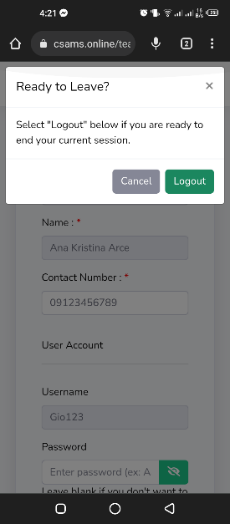 4:21
csams.online/tea
2
Ready to Leave?
×
Select "Logout" below if you are ready to
end your current session.
Cancel
Logout
Name : *
Ana Kristina Arce
Contact Number : *
09123456789
User Account
Username
Gio123
Password
Enter password (ex: A
Leave blank if you don't want to